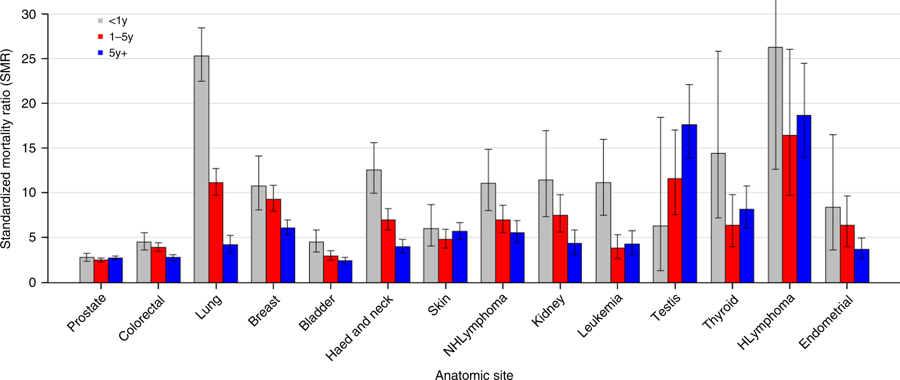 Standardized mortality ratio (SMR)
30
25
20
15
10
5
0
<1y
1–5y
5y+
Prostate
Colorectal
Lung
Breast
Bladder
Haed and neck
Skin
NHLymphoma
Kidney
Leukemia
Testis
Thyroid
HLymphoma
Endometrial
Anatomic site